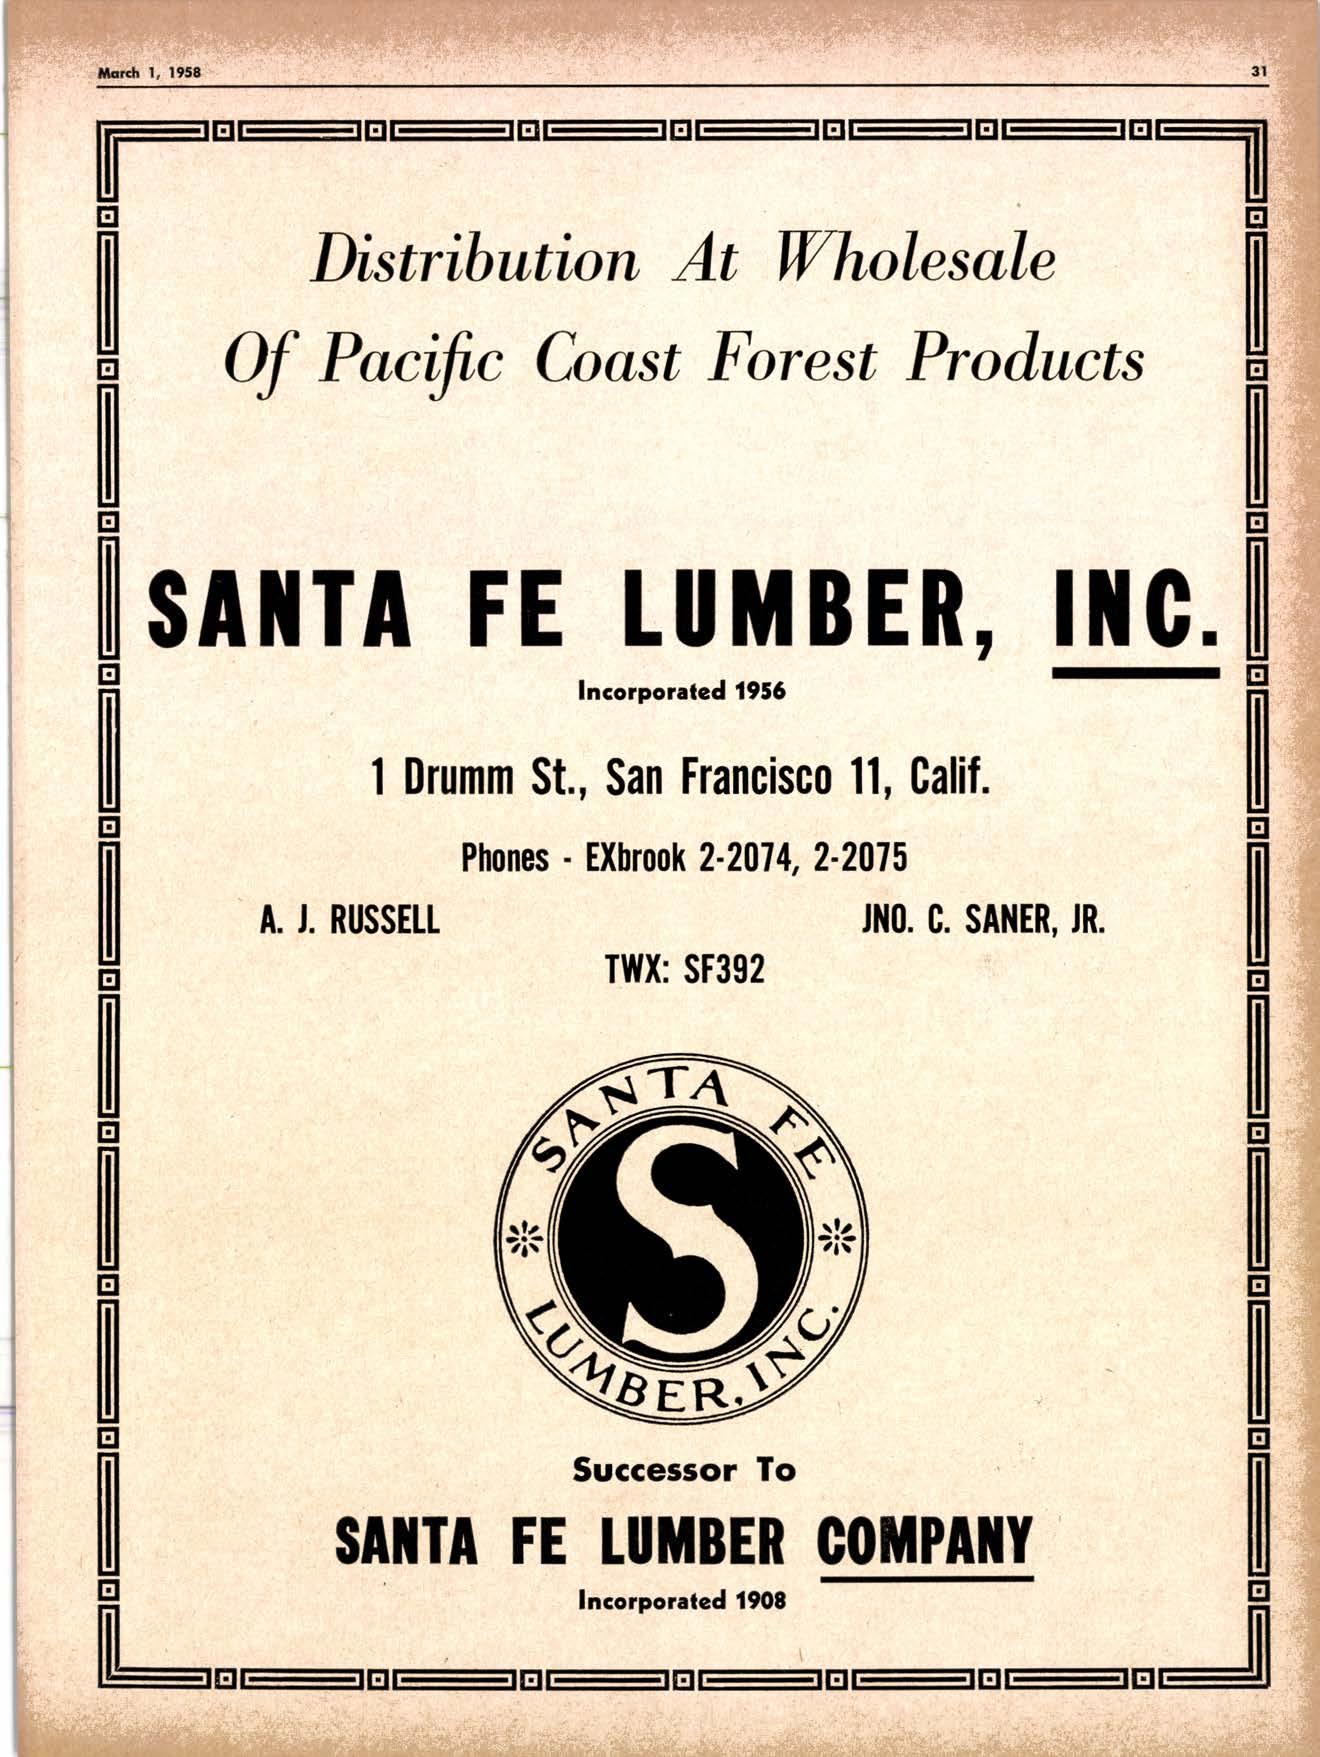 March 1, 1958 31
Distribution At Wholesale
Of Pacific Coast Forest Products
SANTA FE LUMBER, INC.
Incorporated 1956
1 Drumm St., San Francisco 11, Calif.
Phones - EXbrook 2-2074, 2-2075
A. J. RUSSELL JNO. C. SANER, JR.
TWX: SF392
SANTA FE
S
LUMBER, INC.
Successor To
SANTA FE LUMBER COMPANY
Incorporated 1908